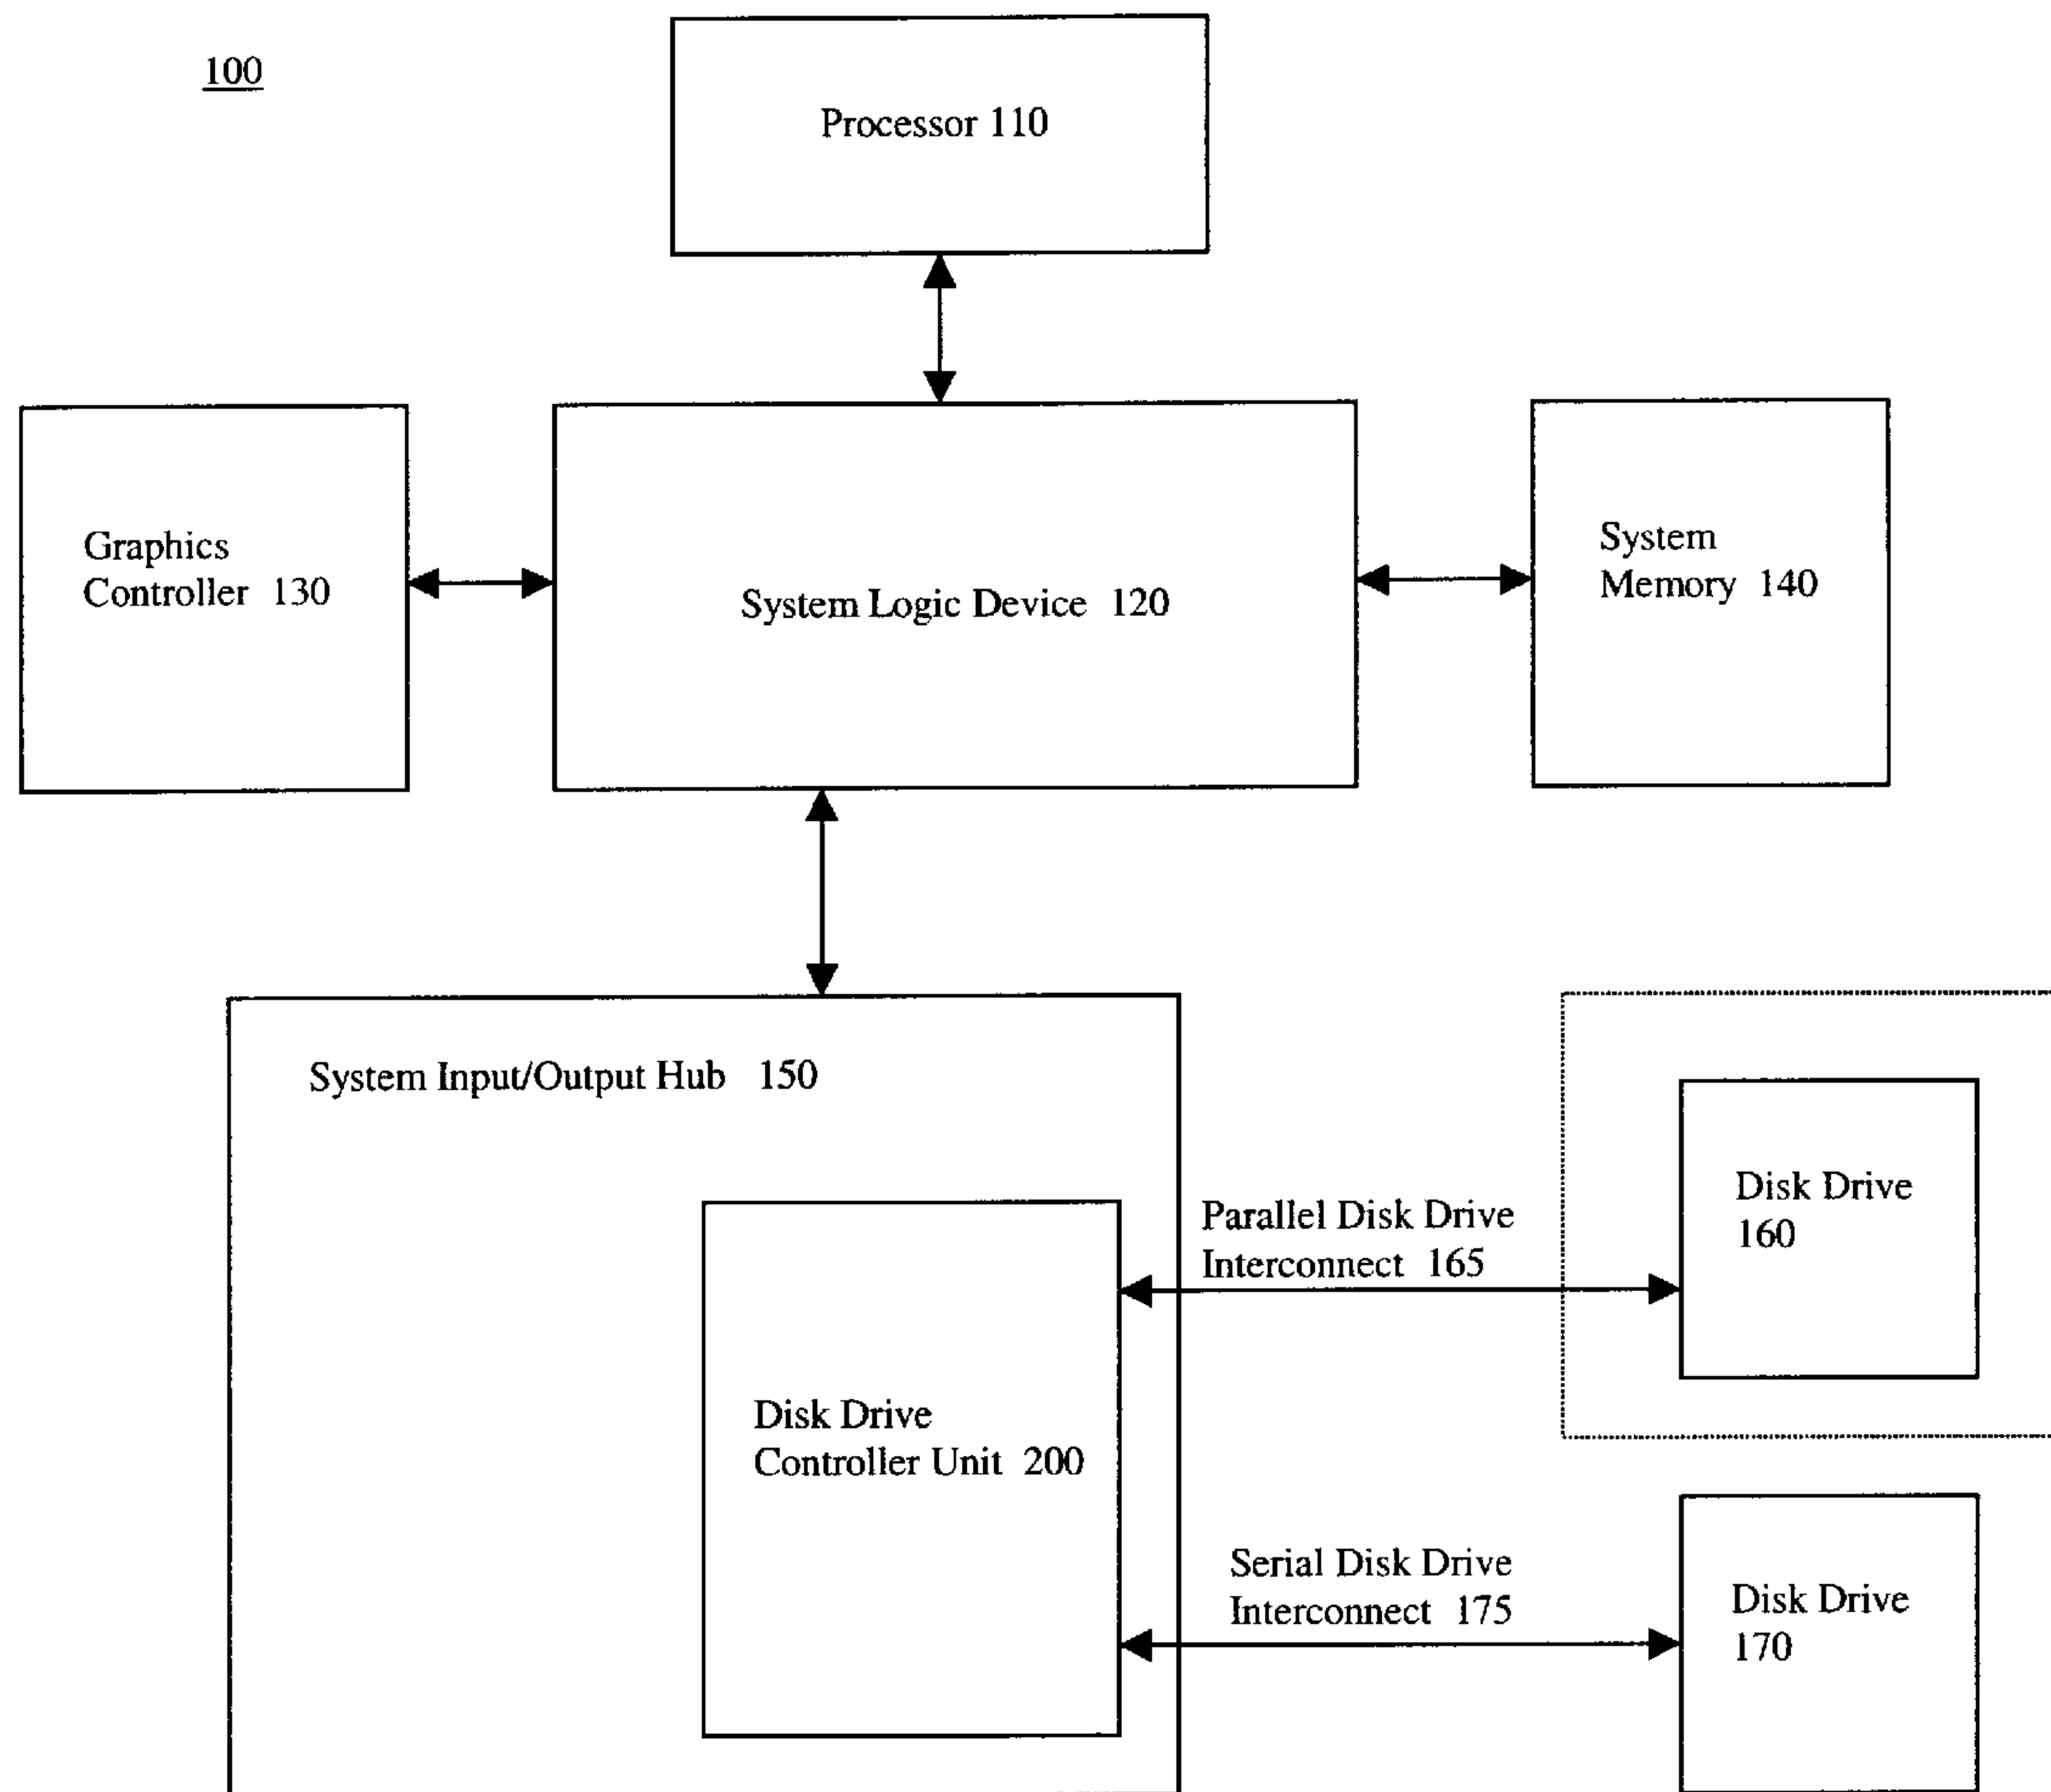 100
Processor 110
Graphics
Controller 130
System Logic Device 120
System
Memory 140
System Input/Output Hub 150
Parallel Disk Drive
Interconnect 165
Disk Drive
160
Disk Drive
Controller Unit 200
Serial Disk Drive
Interconnect 175
Disk Drive
170